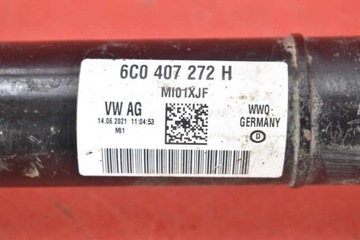 6C0 407 272 H
MI01XJF
VW AG
14.06.2021 11:04:53
MI1
WWQ
GERMANY
D